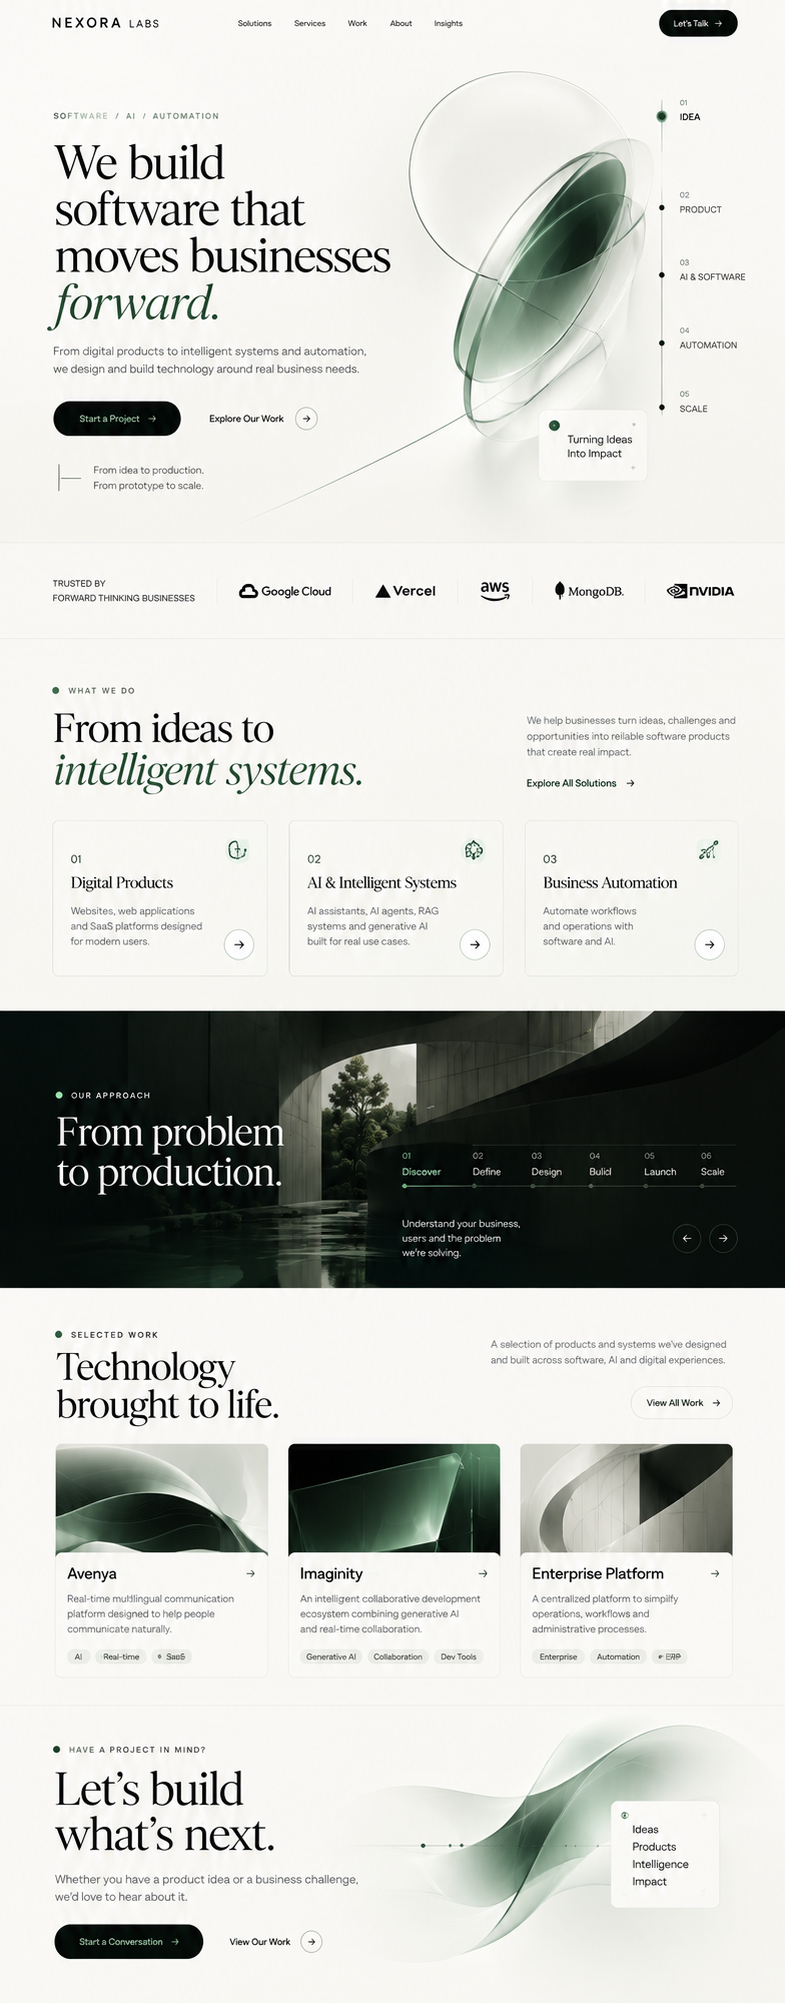 NEXORA LABS
Solutions
Services
Work
About
Insights
Let's Talk →
SOFTWARE / AI / AUTOMATION
We build
software that
moves businesses
forward.
From digital products to intelligent systems and automation,
we design and build technology around real business needs.
Start a Project →
Explore Our Work →
From idea to production.
From prototype to scale.
01
IDEA
02
PRODUCT
03
AI & SOFTWARE
04
AUTOMATION
05
SCALE
Turning Ideas
Into Impact
TRUSTED BY
FORWARD THINKING BUSINESSES
Google Cloud
Vercel
aws
MongoDB.
NVIDIA
WHAT WE DO
From ideas to
intelligent systems.
We help businesses turn ideas, challenges and
opportunities into reilable software products
that create real impact.
Explore All Solutions →
01
Digital Products
Websites, web applications
and SaaS platforms designed
for modern users.
→
02
AI & Intelligent Systems
AI assistants, AI agents, RAG
systems and generative AI
built for real use cases.
→
03
Business Automation
Automate workflows
and operations with
software and AI.
→
OUR APPROACH
From problem
to production.
01
Discover
02
Define
03
Design
04
Bulicl
05
Launch
06
Scale
Understand your business,
users and the problem
we're solving.
← →
SELECTED WORK
Technology
brought to life.
A selection of products and systems we've designed
and built across software, AI and digital experiences.
View All Work →
Avenya →
Real-time multilingual communication
platform designed to help people
communicate naturally.
AI
Real-time
SaaS
Imaginity →
An intelligent collaborative development
ecosystem combining generative AI
and real-time collaboration.
Generative AI
Collaboration
Dev Tools
Enterprise Platform →
A centralized platform to simpilfy
operations, workflows and
administrative processes.
Enterprise
Automation
HAVE A PROJECT IN MIND?
Let's build
what's next.
Whether you have a product idea or a business challenge,
we'd love to hear about it.
Start a Conversation →
View Our Work →
Ideas
Products
Intelligence
Impact